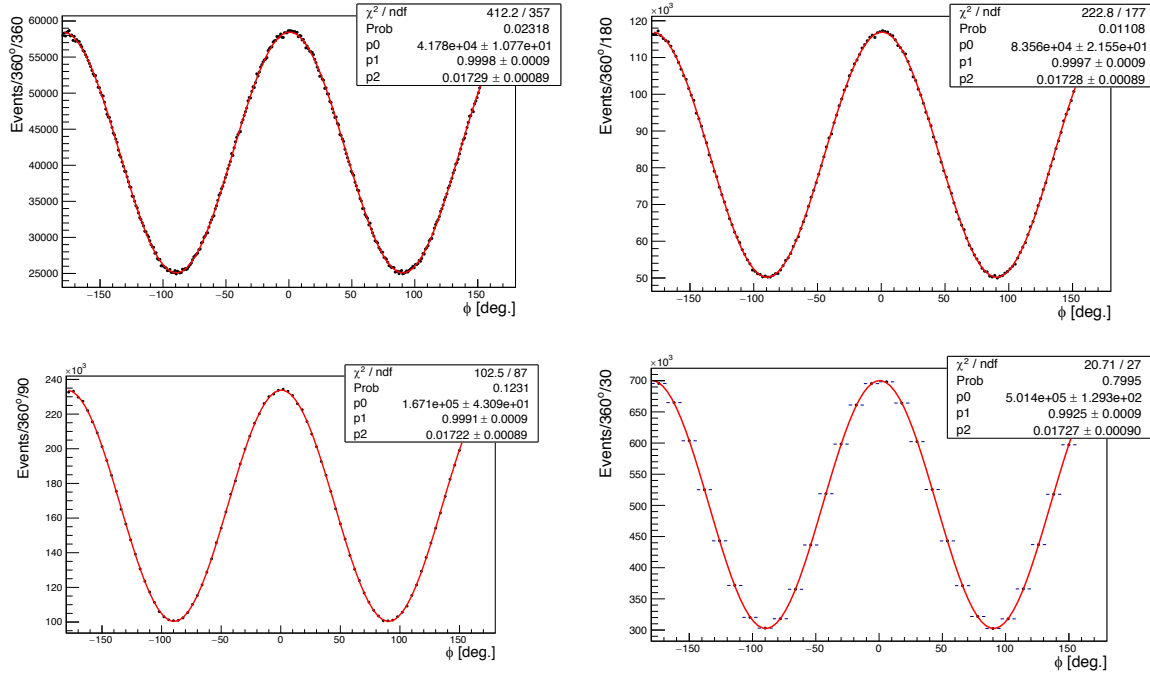 χ² / ndf 412.2 / 357
Prob 0.02318
p0 4.178e+04 ± 1.077e+01
p1 0.9998 ± 0.0009
p2 0.01729 ± 0.00089
Events/360°/360
60000
55000
50000
45000
40000
35000
30000
25000
−150 −100 −50 0 50 100 150
ϕ [deg.]
χ² / ndf 222.8 / 177
Prob 0.01108
p0 8.356e+04 ± 2.155e+01
p1 0.9997 ± 0.0009
p2 0.01728 ± 0.00089
×10³
Events/360°/180
120
110
100
90
80
70
60
50
−150 −100 −50 0 50 100 150
ϕ [deg.]
χ² / ndf 102.5 / 87
Prob 0.1231
p0 1.671e+05 ± 4.309e+01
p1 0.9991 ± 0.0009
p2 0.01722 ± 0.00089
×10³
Events/360°/90
240
220
200
180
160
140
120
100
−150 −100 −50 0 50 100 150
ϕ [deg.]
χ² / ndf 20.71 / 27
Prob 0.7995
p0 5.014e+05 ± 1.293e+02
p1 0.9925 ± 0.0009
p2 0.01727 ± 0.00090
×10³
Events/360°/30
700
650
600
550
500
450
400
350
300
−150 −100 −50 0 50 100 150
ϕ [deg.]